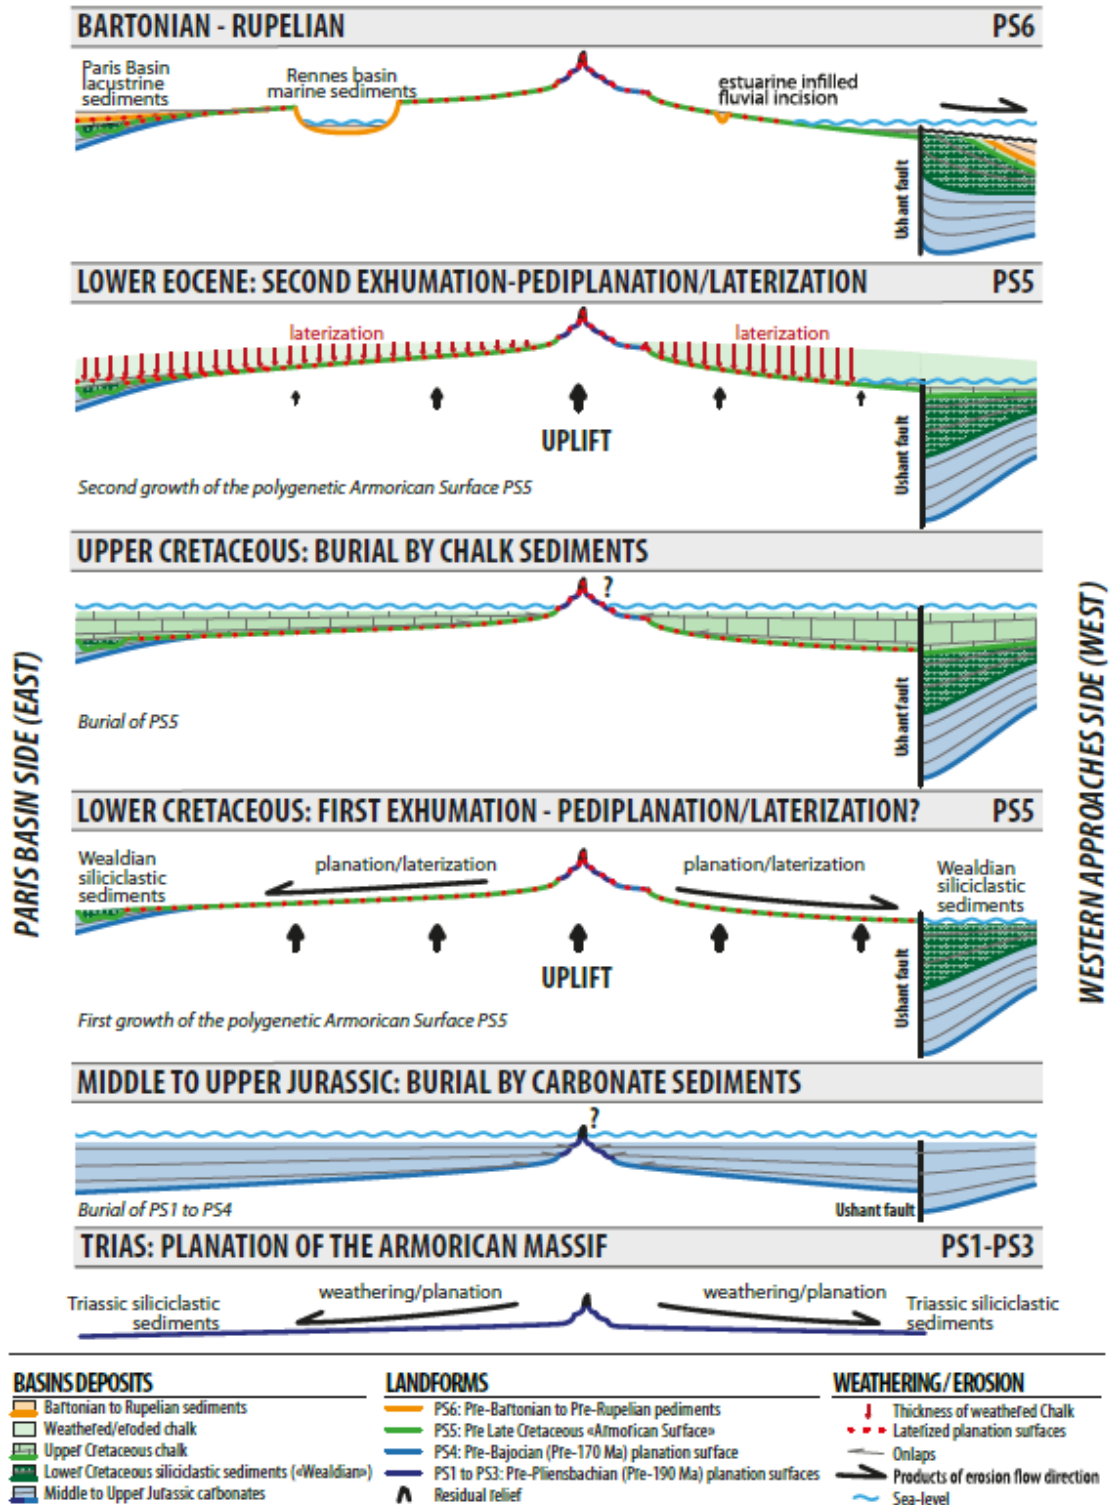 BARTONIAN - RUPELIAN PS6
Paris Basin
lacustrine
sediments
Rennes basin
marine sediments
estuarine infilled
fluvial incision
Ushant fault
LOWER EOCENE: SECOND EXHUMATION-PEDIPLANATION/LATERIZATION PS5
laterization
laterization
UPLIFT
Ushant fault
Second growth of the polygenetic Armorican Surface PS5
UPPER CRETACEOUS: BURIAL BY CHALK SEDIMENTS
?
Ushant fault
Burial of PS5
PARIS BASIN SIDE (EAST)
WESTERN APPROACHES SIDE (WEST)
LOWER CRETACEOUS: FIRST EXHUMATION - PEDIPLANATION/LATERIZATION? PS5
Wealdian
siliciclastic
sediments
planation/laterization
planation/laterization
Wealdian
siliciclastic
sediments
UPLIFT
Ushant fault
First growth of the polygenetic Armorican Surface PS5
MIDDLE TO UPPER JURASSIC: BURIAL BY CARBONATE SEDIMENTS
?
Burial of PS1 to PS4
Ushant fault
TRIAS: PLANATION OF THE ARMORICAN MASSIF PS1-PS3
Triassic siliciclastic
sediments
weathering/planation
weathering/planation
Triassic siliciclastic
sediments
BASINS DEPOSITS
Bartonian to Rupelian sediments
Weathered/eroded chalk
Upper Cretaceous chalk
Lower Cretaceous siliciclastic sediments («Wealdian»)
Middle to Upper Jurassic carbonates
LANDFORMS
PS6: Pre-Bartonian to Pre-Rupelian pediments
PS5: Pre Late Cretaceous «Armorican Surface»
PS4: Pre-Bajocian (Pre-170 Ma) planation surface
PS1 to PS3: Pre-Pliensbachian (Pre-190 Ma) planation surfaces
Residual relief
WEATHERING / EROSION
Thickness of weathered Chalk
Laterized planation surfaces
Onlaps
Products of erosion flow direction
Sea-level